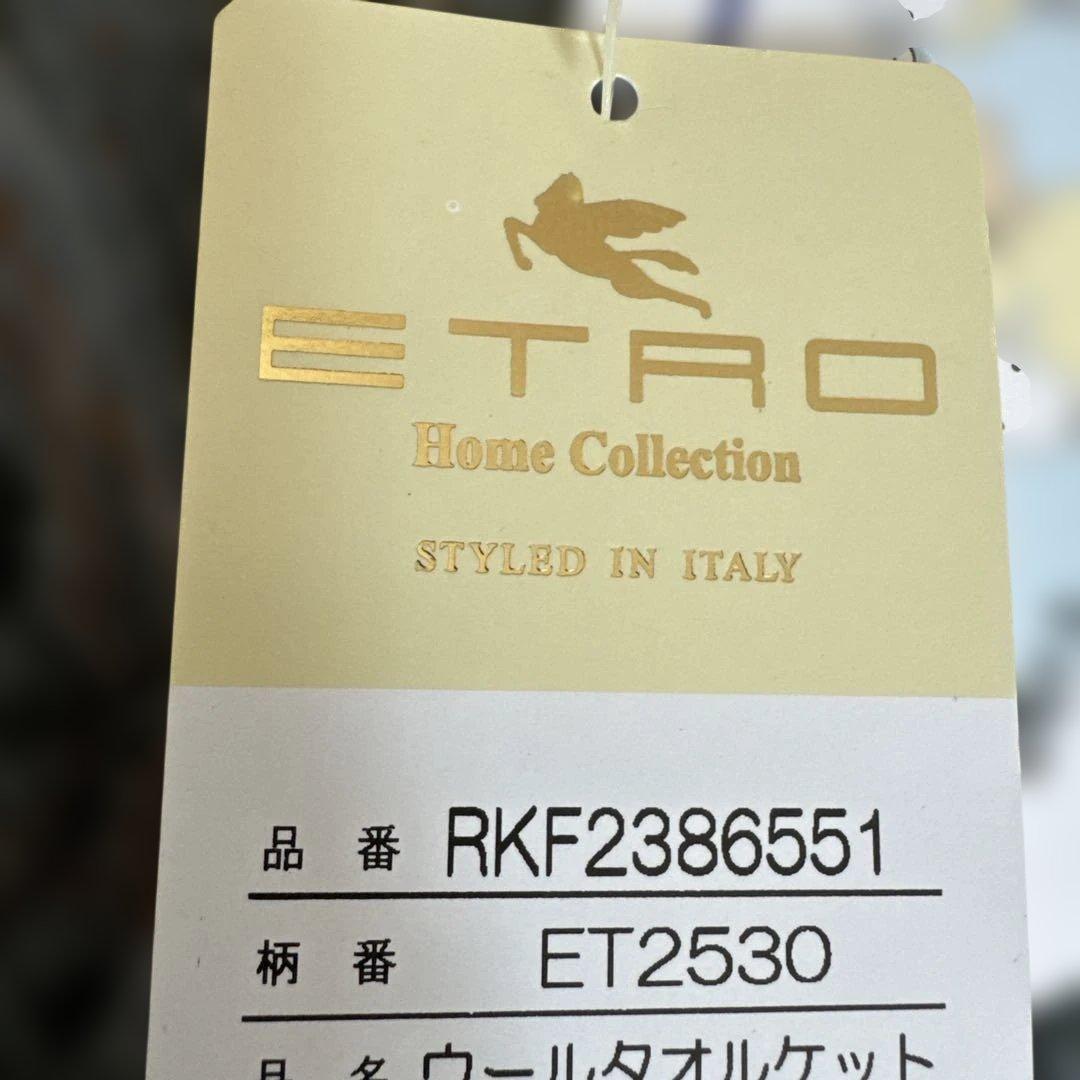 ETRO
Home Collection
STYLED IN ITALY
品番 RKF2386551
柄番 ET2530
品名 ウールタオルケット